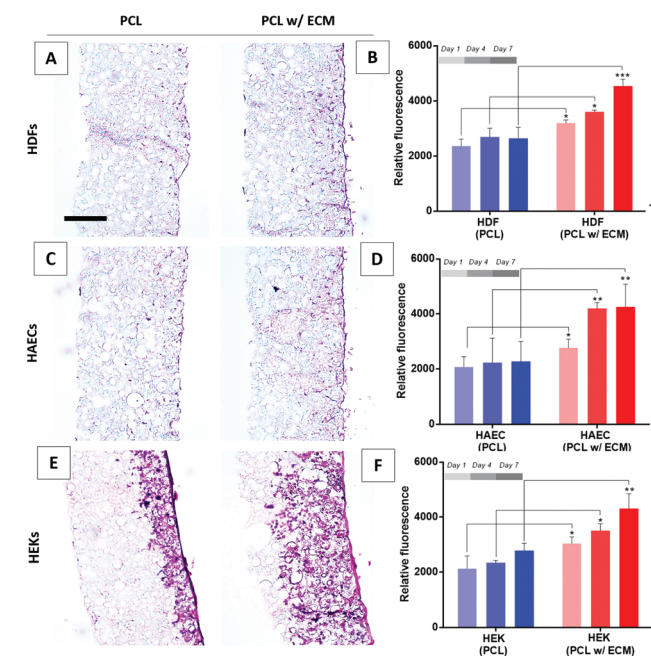 PCL
PCL w/ ECM
A
B
HDFs
Relative fluorescence
6000
4000
2000
0
Day 1 Day 4 Day 7
*
*
***
HDF
(PCL)
HDF
(PCL w/ ECM)
C
D
HAECs
Relative fluorescence
6000
4000
2000
0
Day 1 Day 4 Day 7
*
**
**
HAEC
(PCL)
HAEC
(PCL w/ ECM)
E
F
HEKs
Relative fluorescence
6000
4000
2000
0
Day 1 Day 4 Day 7
*
*
**
HEK
(PCL)
HEK
(PCL w/ ECM)